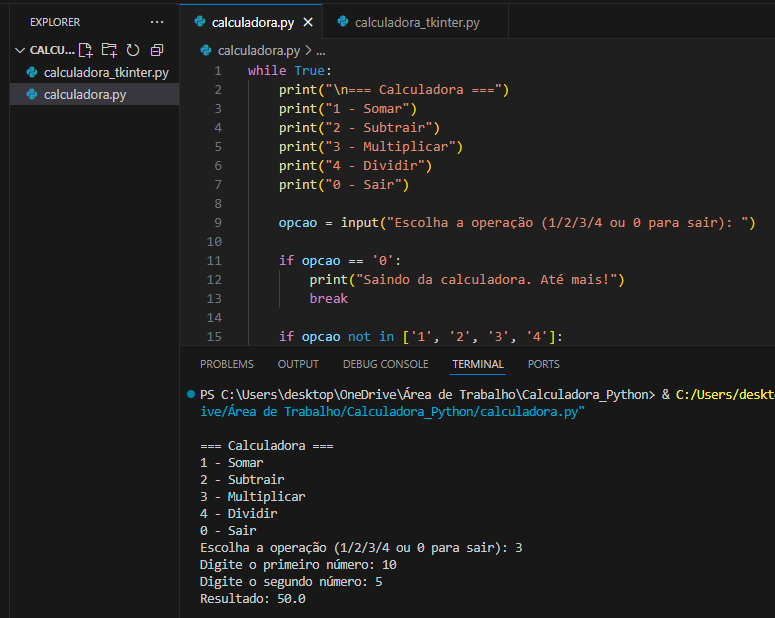 EXPLORER ...
CALCU...
calculadora_tkinter.py
calculadora.py
calculadora.py calculadora_tkinter.py
calculadora.py > ...
1 while True:
2 print("\n=== Calculadora ===")
3 print("1 - Somar")
4 print("2 - Subtrair")
5 print("3 - Multiplicar")
6 print("4 - Dividir")
7 print("0 - Sair")
8
9 opcao = input("Escolha a operação (1/2/3/4 ou 0 para sair): ")
10
11 if opcao == '0':
12 print("Saindo da calculadora. Até mais!")
13 break
14
15 if opcao not in ['1', '2', '3', '4']:
PROBLEMS OUTPUT DEBUG CONSOLE TERMINAL PORTS
PS C:\Users\desktop\OneDrive\Área de Trabalho\Calculadora_Python> & C:/Users/deskt
ive/Área de Trabalho/Calculadora_Python/calculadora.py"
=== Calculadora ===
1 - Somar
2 - Subtrair
3 - Multiplicar
4 - Dividir
0 - Sair
Escolha a operação (1/2/3/4 ou 0 para sair): 3
Digite o primeiro número: 10
Digite o segundo número: 5
Resultado: 50.0